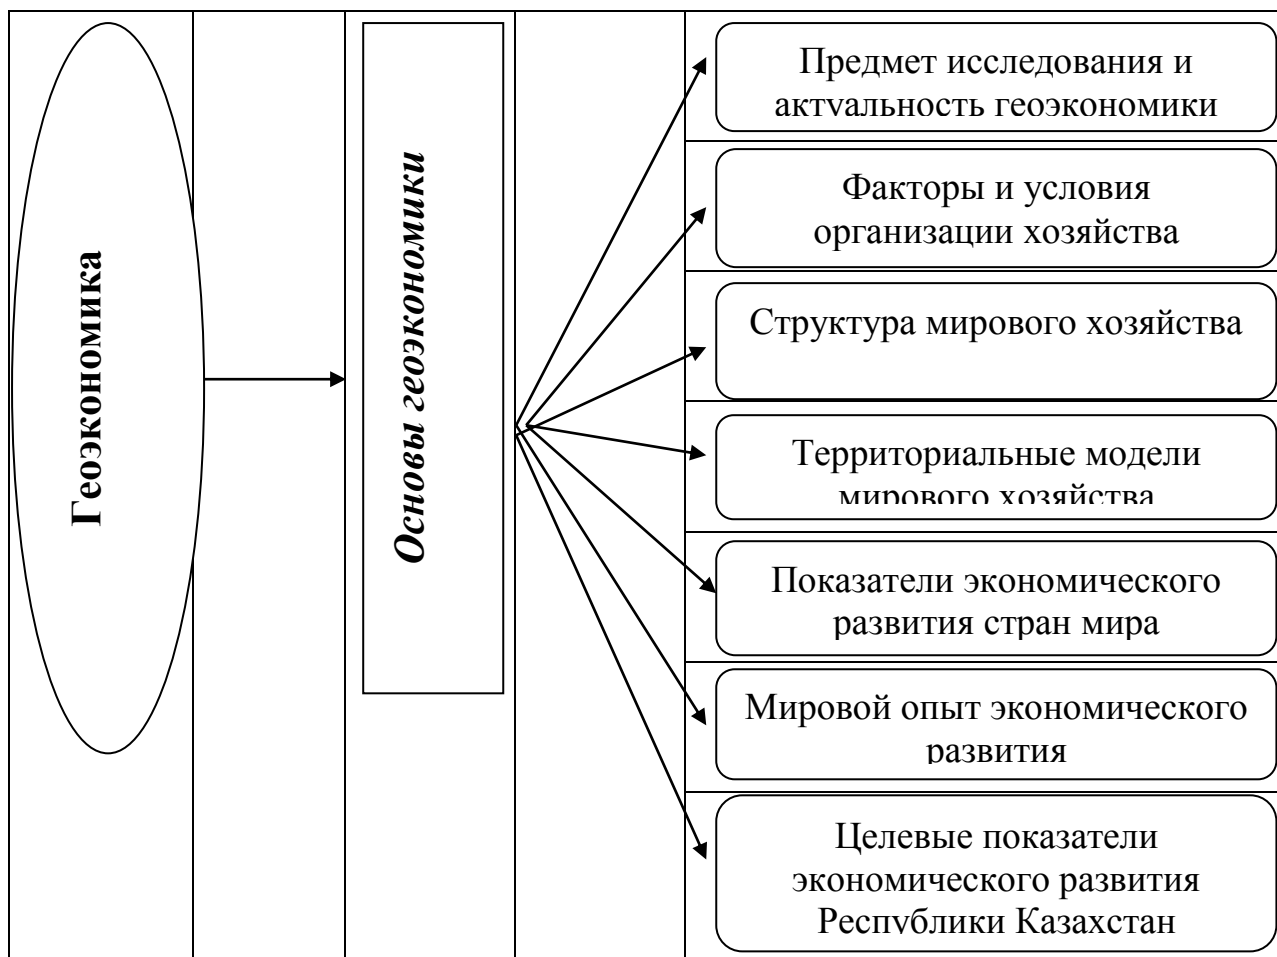 Геоэкономика
Основы геоэкономики
Предмет исследования и
актуальность геоэкономики
Факторы и условия
организации хозяйства
Структура мирового хозяйства
Территориальные модели
мирового хозяйства
Показатели экономического
развития стран мира
Мировой опыт экономического
развития
Целевые показатели
экономического развития
Республики Казахстан